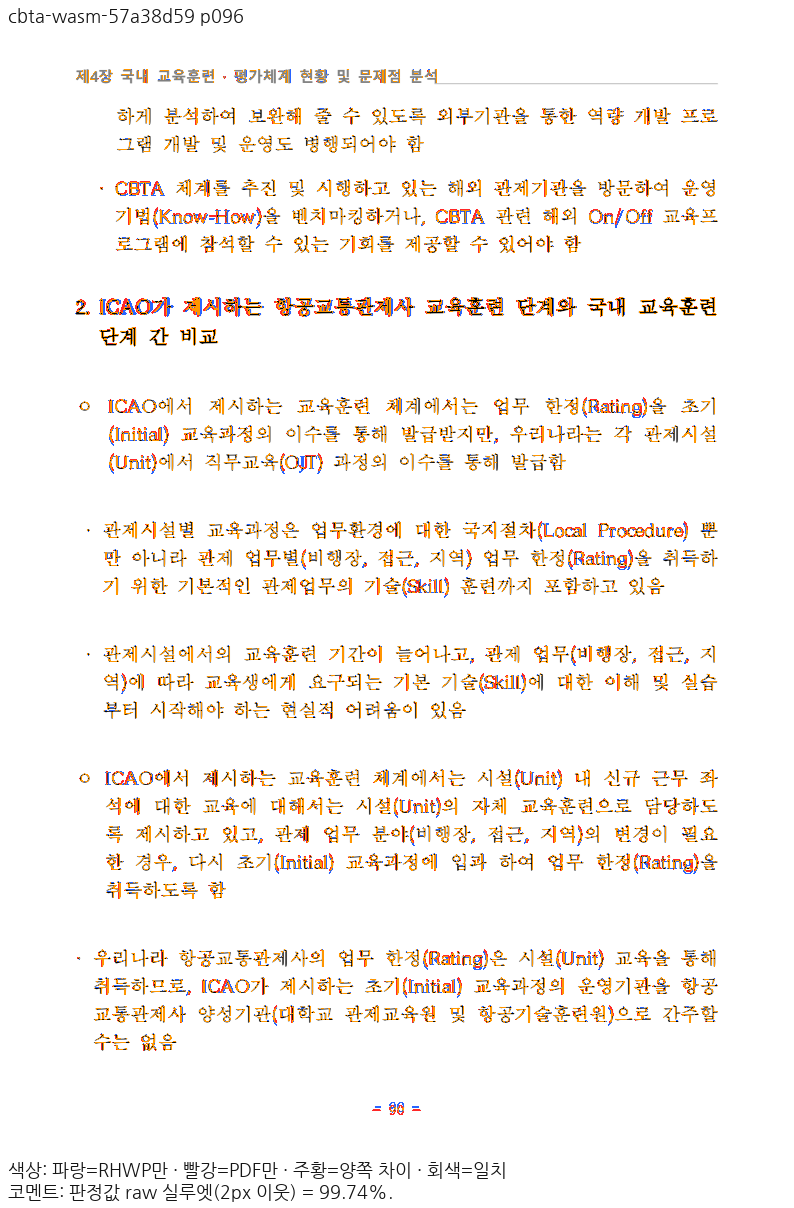 cbta-wasm-57a38d59 p096
제4장 국내 교육훈련 · 평가체계 현황 및 문제점 분석
하게 분석하여 보완해 줄 수 있도록 외부기관을 통한 역량 개발 프로
그램 개발 및 운영도 병행되어야 함
· CBTA 체계를 추진 및 시행하고 있는 해외 관제기관을 방문하여 운영
기법(Know-How)을 벤치마킹하거나, CBTA 관련 해외 On/Off 교육프
로그램에 참석할 수 있는 기회를 제공할 수 있어야 함
2. ICAO가 제시하는 항공교통관제사 교육훈련 단계와 국내 교육훈련
단계 간 비교
○ ICAO에서 제시하는 교육훈련 체계에서는 업무 한정(Rating)을 초기
(Initial) 교육과정의 이수를 통해 발급받지만, 우리나라는 각 관제시설
(Unit)에서 직무교육(OJT) 과정의 이수를 통해 발급함
· 관제시설별 교육과정은 업무환경에 대한 국지절차(Local Procedure) 뿐
만 아니라 관제 업무별(비행장, 접근, 지역) 업무 한정(Rating)을 취득하
기 위한 기본적인 관제업무의 기술(Skill) 훈련까지 포함하고 있음
· 관제시설에서의 교육훈련 기간이 늘어나고, 관제 업무(비행장, 접근, 지
역)에 따라 교육생에게 요구되는 기본 기술(Skill)에 대한 이해 및 실습
부터 시작해야 하는 현실적 어려움이 있음
○ ICAO에서 제시하는 교육훈련 체계에서는 시설(Unit) 내 신규 근무 좌
석에 대한 교육에 대해서는 시설(Unit)의 자체 교육훈련으로 담당하도
록 제시하고 있고, 관제 업무 분야(비행장, 접근, 지역)의 변경이 필요
한 경우, 다시 초기(Initial) 교육과정에 입과 하여 업무 한정(Rating)을
취득하도록 함
· 우리나라 항공교통관제사의 업무 한정(Rating)은 시설(Unit) 교육을 통해
취득하므로, ICAO가 제시하는 초기(Initial) 교육과정의 운영기관을 항공
교통관제사 양성기관(대학교 관제교육원 및 항공기술훈련원)으로 간주할
수는 없음
색상: 파랑=RHWP만 · 빨강=PDF만 · 주황=양쪽 차이 · 회색=일치
코멘트: 판정값 raw 실루엣(2px 이웃) = 99.74%.